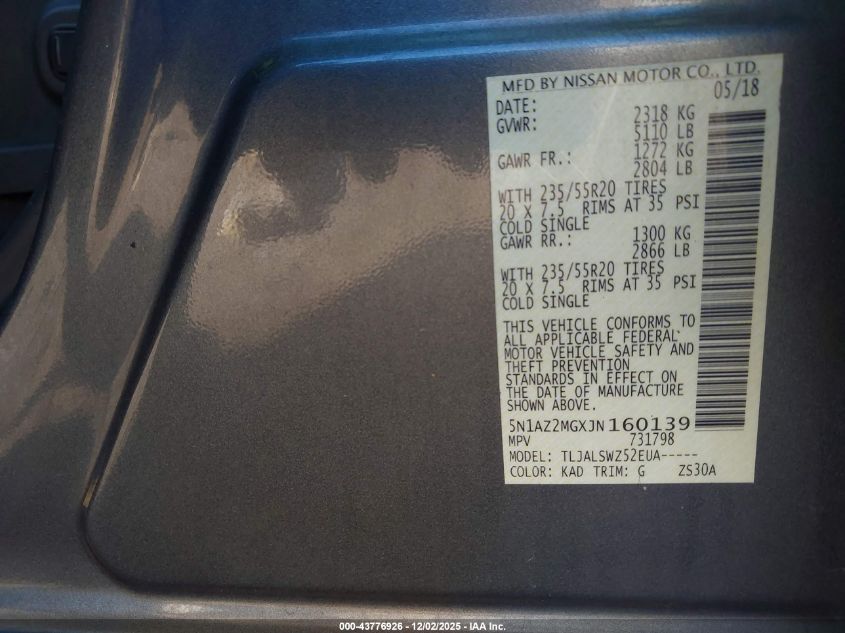 MFD BY NISSAN MOTOR CO., LTD.
DATE: 05/18
GVWR: 2318 KG
5110 LB
GAWR FR.: 1272 KG
2804 LB
WITH 235/55R20 TIRES
20 X 7.5 RIMS AT 35 PSI
COLD SINGLE
GAWR RR.: 1300 KG
2866 LB
WITH 235/55R20 TIRES
20 X 7.5 RIMS AT 35 PSI
COLD SINGLE
THIS VEHICLE CONFORMS TO
ALL APPLICABLE FEDERAL
MOTOR VEHICLE SAFETY AND
THEFT PREVENTION
STANDARDS IN EFFECT ON
THE DATE OF MANUFACTURE
SHOWN ABOVE.
5N1AZ2MGXJN160139
MPV 731798
MODEL: TLJALSWZ52EUA-----
COLOR: KAD TRIM: G ZS30A
000-43776926 - 12/02/2025 - IAA Inc.